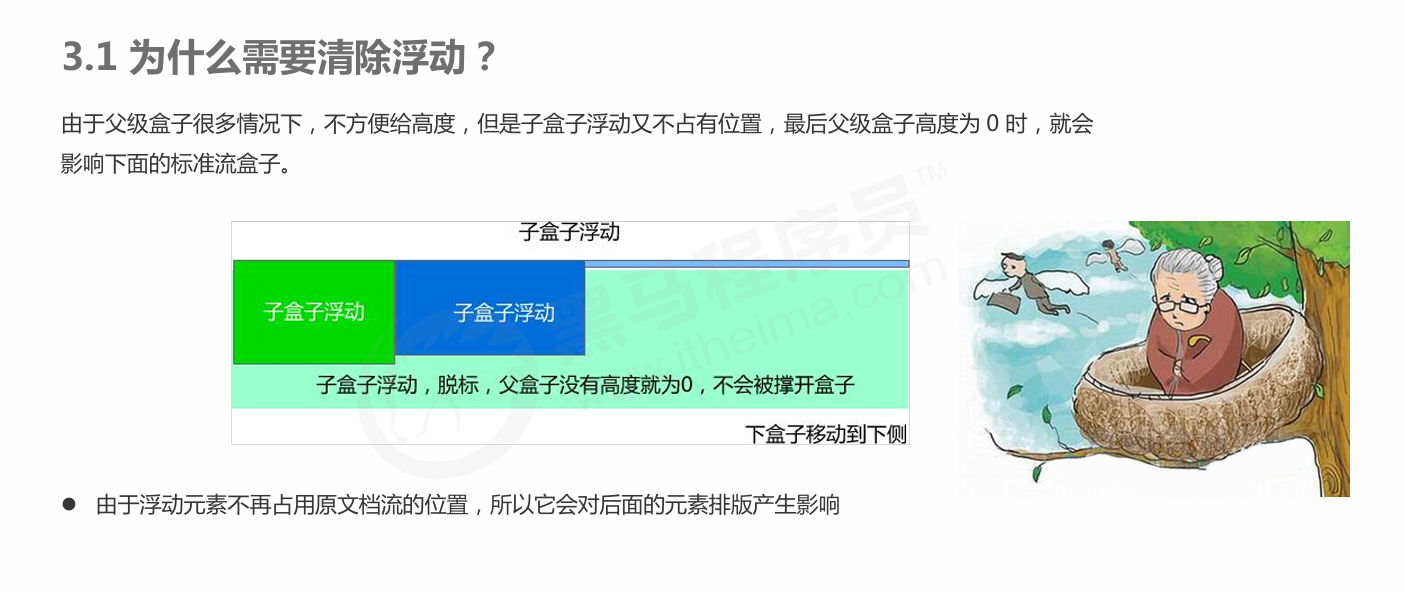 3.1 为什么需要清除浮动？
由于父级盒子很多情况下，不方便给高度，但是子盒子浮动又不占有位置，最后父级盒子高度为 0 时，就会
影响下面的标准流盒子。
子盒子浮动
子盒子浮动
子盒子浮动
子盒子浮动，脱标，父盒子没有高度就为0，不会被撑开盒子
下盒子移动到下侧
黑马程序员™
www.itheima.com
● 由于浮动元素不再占用原文档流的位置，所以它会对后面的元素排版产生影响